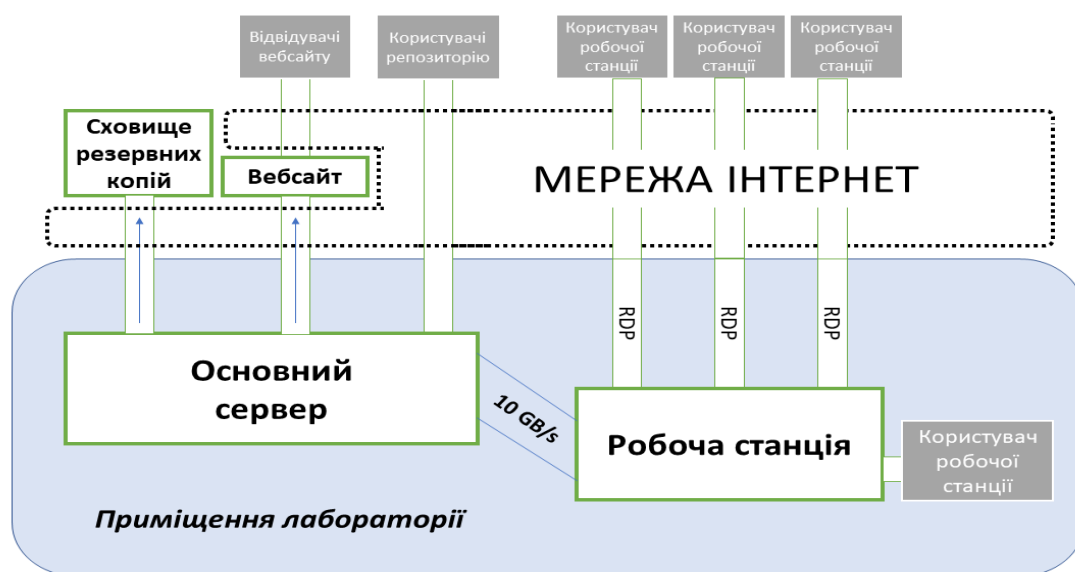 Відвідувачі
вебсайту
Користувачі
репозиторію
Користувач
робочої
станції
Користувач
робочої
станції
Користувач
робочої
станції
Сховище
резервних
копій
Вебсайт
МЕРЕЖА ІНТЕРНЕТ
RDP
RDP
RDP
Основний
сервер
10 GB/s
Робоча станція
Користувач
робочої
станції
Приміщення лабораторії